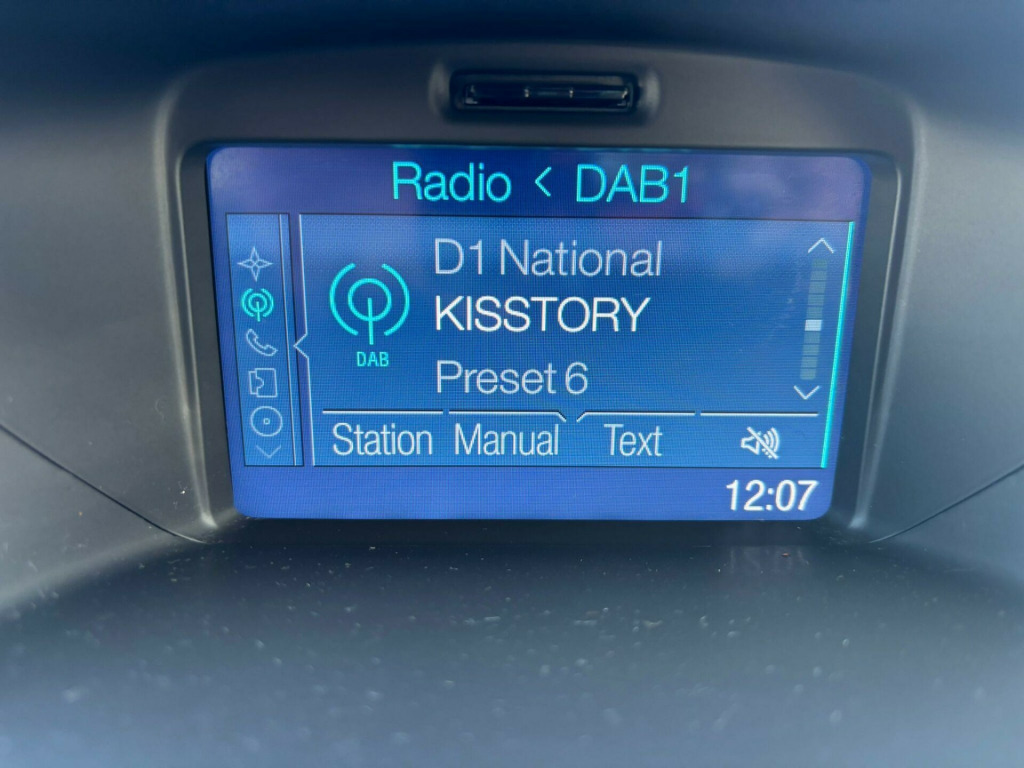 Radio < DAB1
D1 National
KISSTORY
DAB
Preset 6
Station Manual Text
12:07